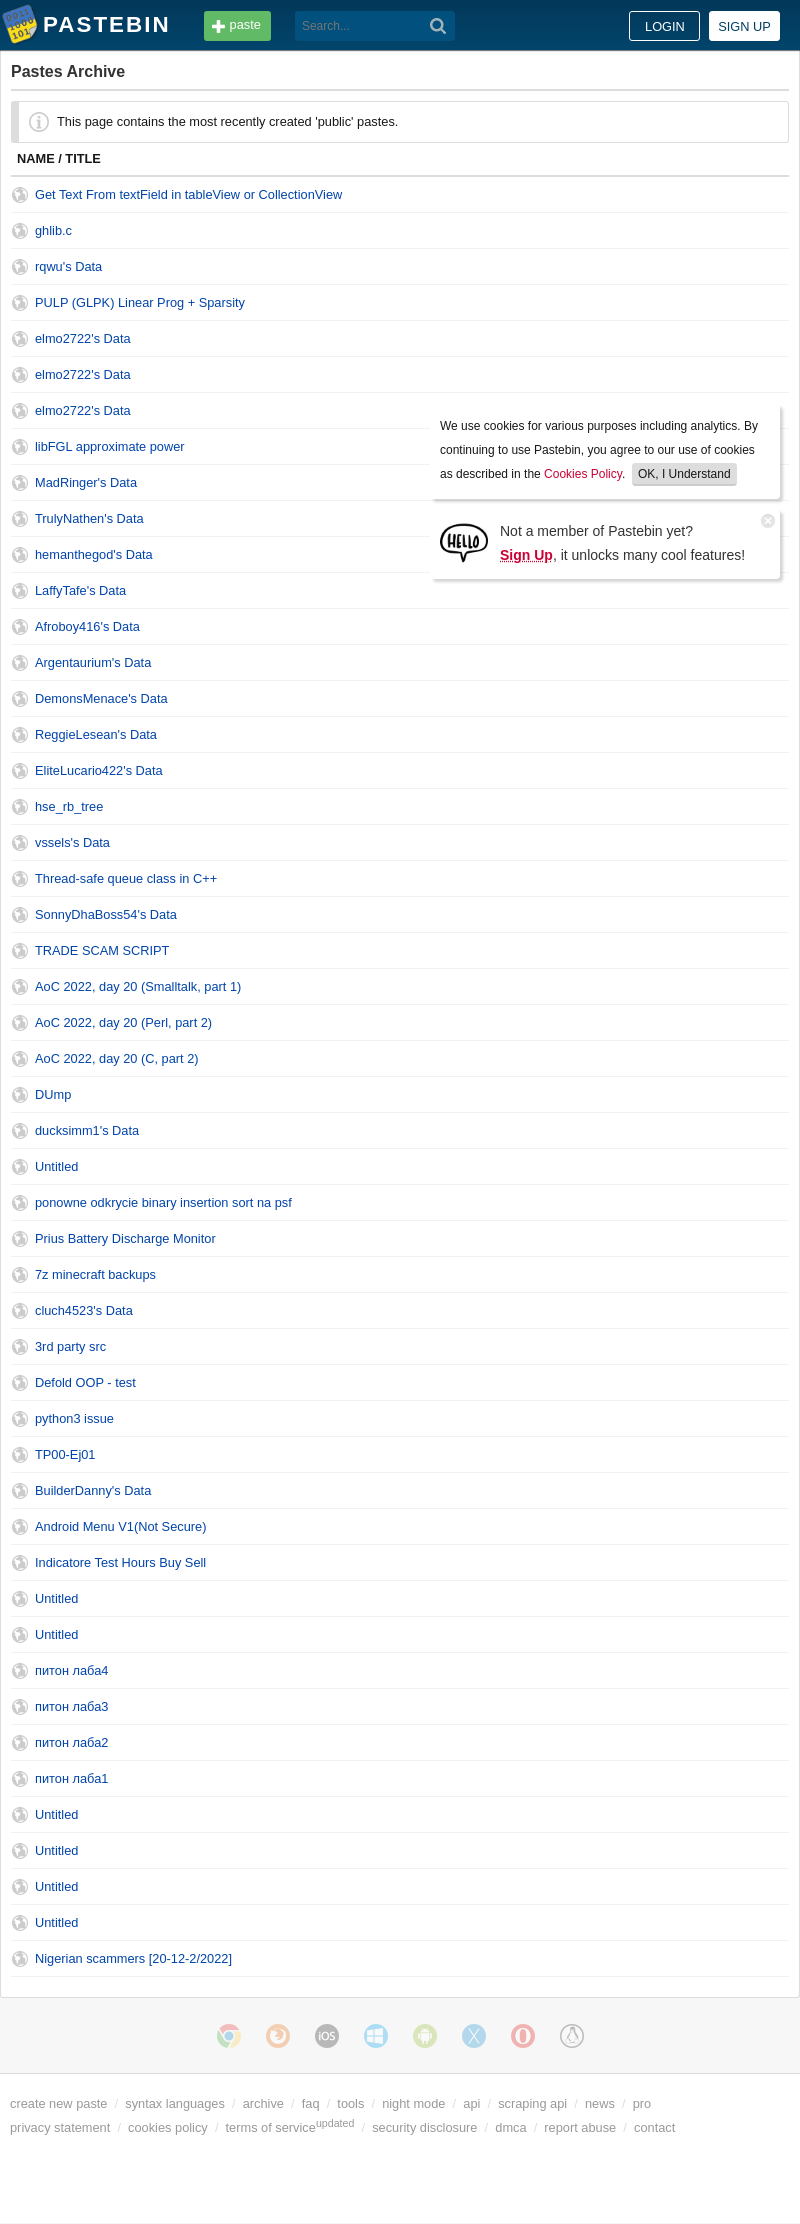 PASTEBIN
paste
Search...
LOGIN
SIGN UP
Pastes Archive
This page contains the most recently created 'public' pastes.
NAME / TITLE
Get Text From textField in tableView or CollectionView
ghlib.c
rqwu's Data
PULP (GLPK) Linear Prog + Sparsity
elmo2722's Data
elmo2722's Data
elmo2722's Data
We use cookies for various purposes including analytics. By
continuing to use Pastebin, you agree to our use of cookies
as described in the Cookies Policy. OK, I Understand
libFGL approximate power
MadRinger's Data
TrulyNathen's Data
HELLO
Not a member of Pastebin yet?
Sign Up, it unlocks many cool features!
hemanthegod's Data
LaffyTafe's Data
Afroboy416's Data
Argentaurium's Data
DemonsMenace's Data
ReggieLesean's Data
EliteLucario422's Data
hse_rb_tree
vssels's Data
Thread-safe queue class in C++
SonnyDhaBoss54's Data
TRADE SCAM SCRIPT
AoC 2022, day 20 (Smalltalk, part 1)
AoC 2022, day 20 (Perl, part 2)
AoC 2022, day 20 (C, part 2)
DUmp
ducksimm1's Data
Untitled
ponowne odkrycie binary insertion sort na psf
Prius Battery Discharge Monitor
7z minecraft backups
cluch4523's Data
3rd party src
Defold OOP - test
python3 issue
TP00-Ej01
BuilderDanny's Data
Android Menu V1(Not Secure)
Indicatore Test Hours Buy Sell
Untitled
Untitled
питон лаба4
питон лаба3
питон лаба2
питон лаба1
Untitled
Untitled
Untitled
Untitled
Nigerian scammers [20-12-2/2022]
iOS
create new paste / syntax languages / archive / faq / tools / night mode / api / scraping api / news / pro
privacy statement / cookies policy / terms of service updated / security disclosure / dmca / report abuse / contact